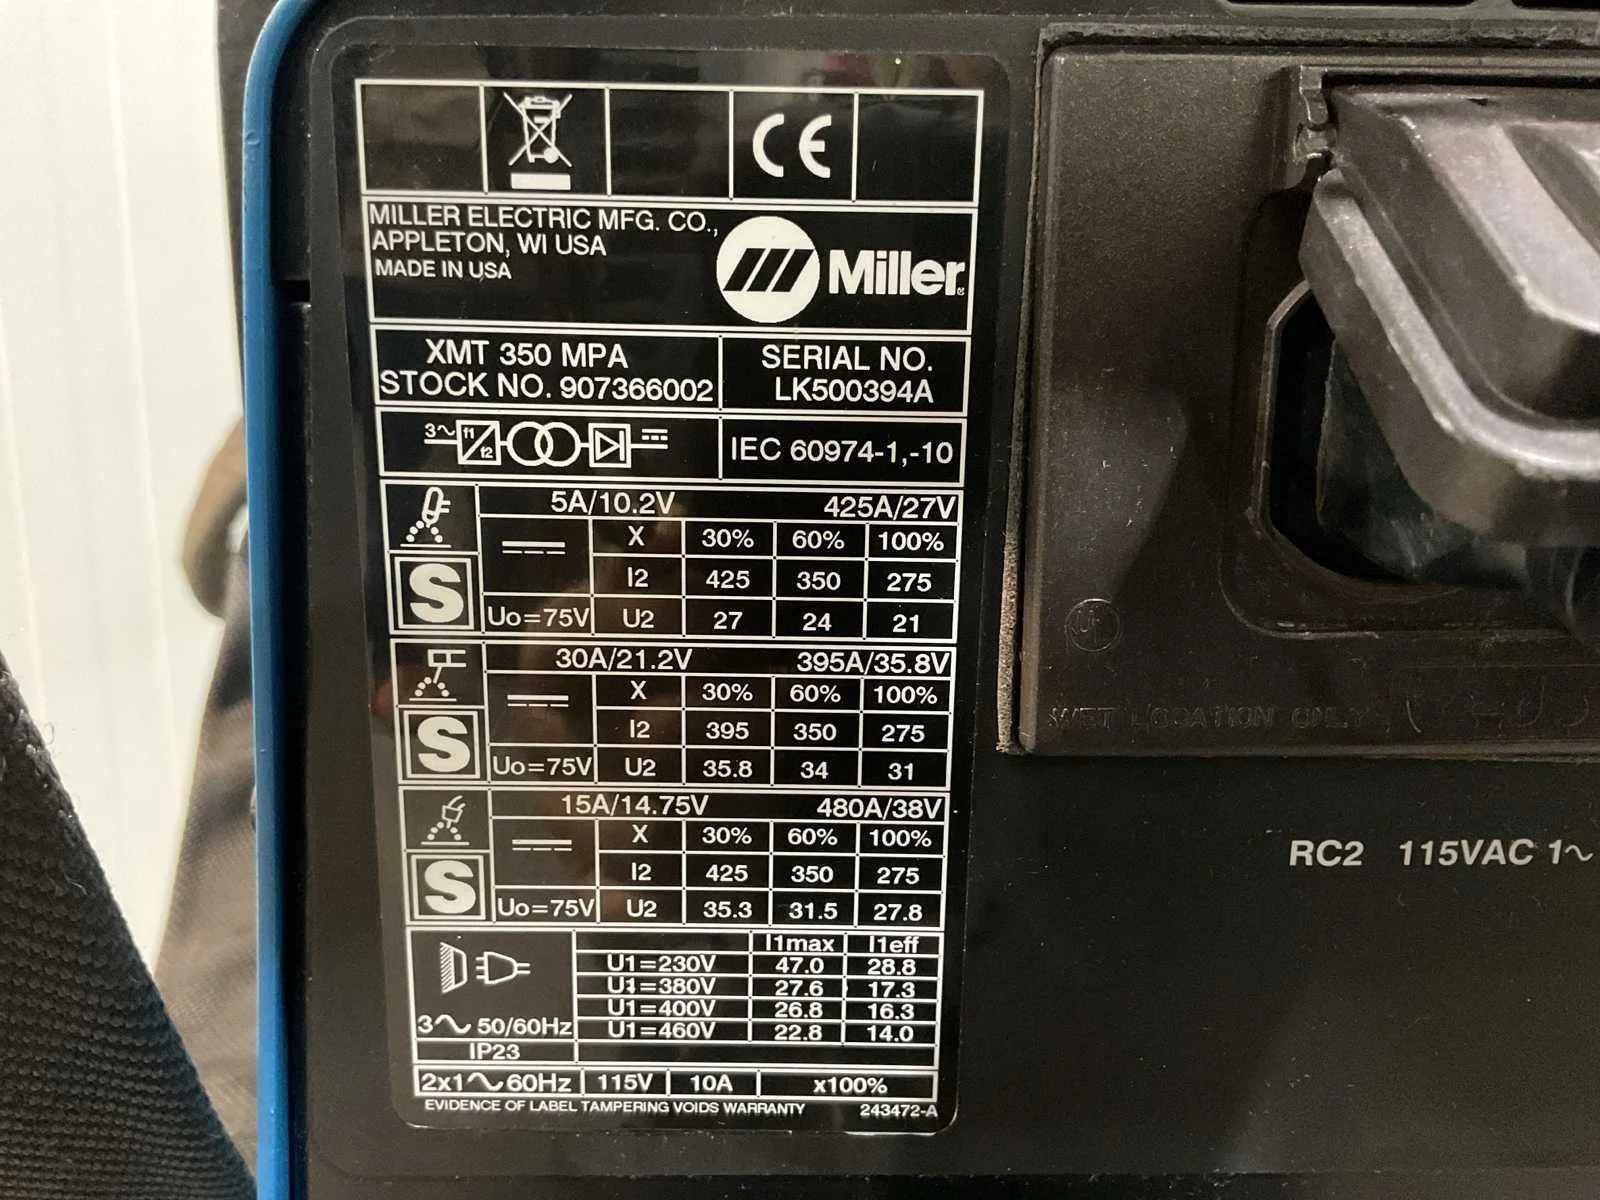 CE
MILLER ELECTRIC MFG. CO.,
APPLETON, WI USA
MADE IN USA
Miller
XMT 350 MPA
STOCK NO. 907366002
SERIAL NO.
LK500394A
3~ f1 f2
IEC 60974-1,-10
5A/10.2V 425A/27V
X 30% 60% 100%
I2 425 350 275
S Uo=75V U2 27 24 21
30A/21.2V 395A/35.8V
X 30% 60% 100%
I2 395 350 275
S Uo=75V U2 35.8 34 31
15A/14.75V 480A/38V
X 30% 60% 100%
I2 425 350 275
S Uo=75V U2 35.3 31.5 27.8
I1max I1eff
U1=230V 47.0 28.8
U1=380V 27.6 17.3
U1=400V 26.8 16.3
U1=460V 22.8 14.0
3~ 50/60Hz
IP23
2x1~60Hz 115V 10A x100%
EVIDENCE OF LABEL TAMPERING VOIDS WARRANTY 243472-A
WET LOCATION ONLY
RC2 115VAC 1~